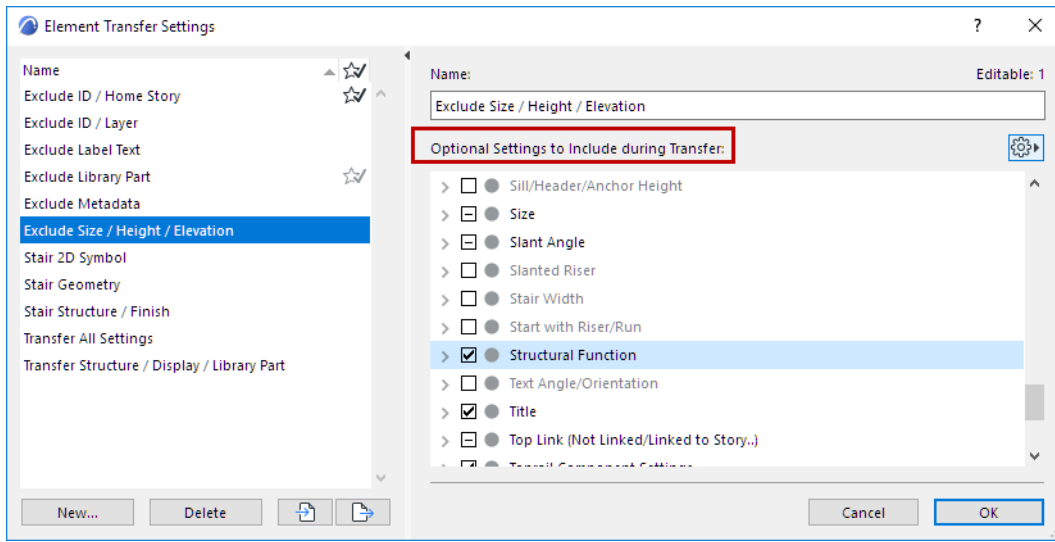 Element Transfer Settings
?
Name
Exclude ID / Home Story
Exclude ID / Layer
Exclude Label Text
Exclude Library Part
Exclude Metadata
Exclude Size / Height / Elevation
Stair 2D Symbol
Stair Geometry
Stair Structure / Finish
Transfer All Settings
Transfer Structure / Display / Library Part
New...
Delete
Name:
Editable: 1
Exclude Size / Height / Elevation
Optional Settings to Include during Transfer:
Sill/Header/Anchor Height
Size
Slant Angle
Slanted Riser
Stair Width
Start with Riser/Run
Structural Function
Text Angle/Orientation
Title
Top Link (Not Linked/Linked to Story..)
Toprail Component Settings
Cancel
OK